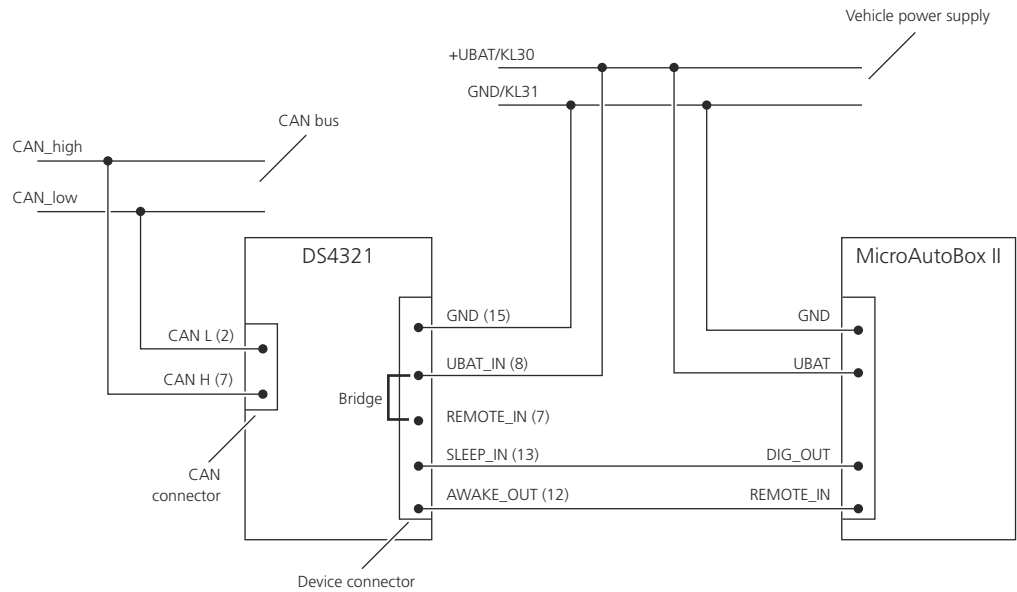 Vehicle power supply
+UBAT/KL30
GND/KL31
CAN bus
CAN_high
CAN_low
DS4321
MicroAutoBox II
GND (15)
GND
CAN L (2)
UBAT_IN (8)
UBAT
CAN H (7)
Bridge
REMOTE_IN (7)
SLEEP_IN (13)
DIG_OUT
CAN
connector
AWAKE_OUT (12)
REMOTE_IN
Device connector